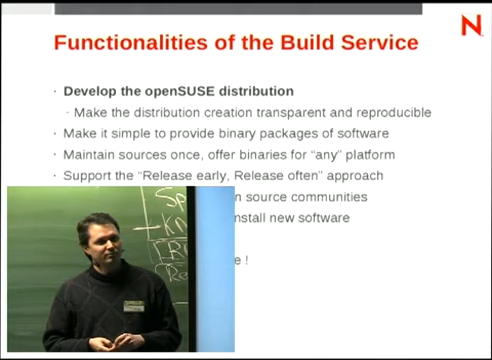 N
Functionalities of the Build Service
· Develop the openSUSE distribution
- Make the distribution creation transparent and reproducible
· Make it simple to provide binary packages of software
· Maintain sources once, offer binaries for “any” platform
· Support the “Release early, Release often” approach
n source communities
nstall new software
e !
Sp